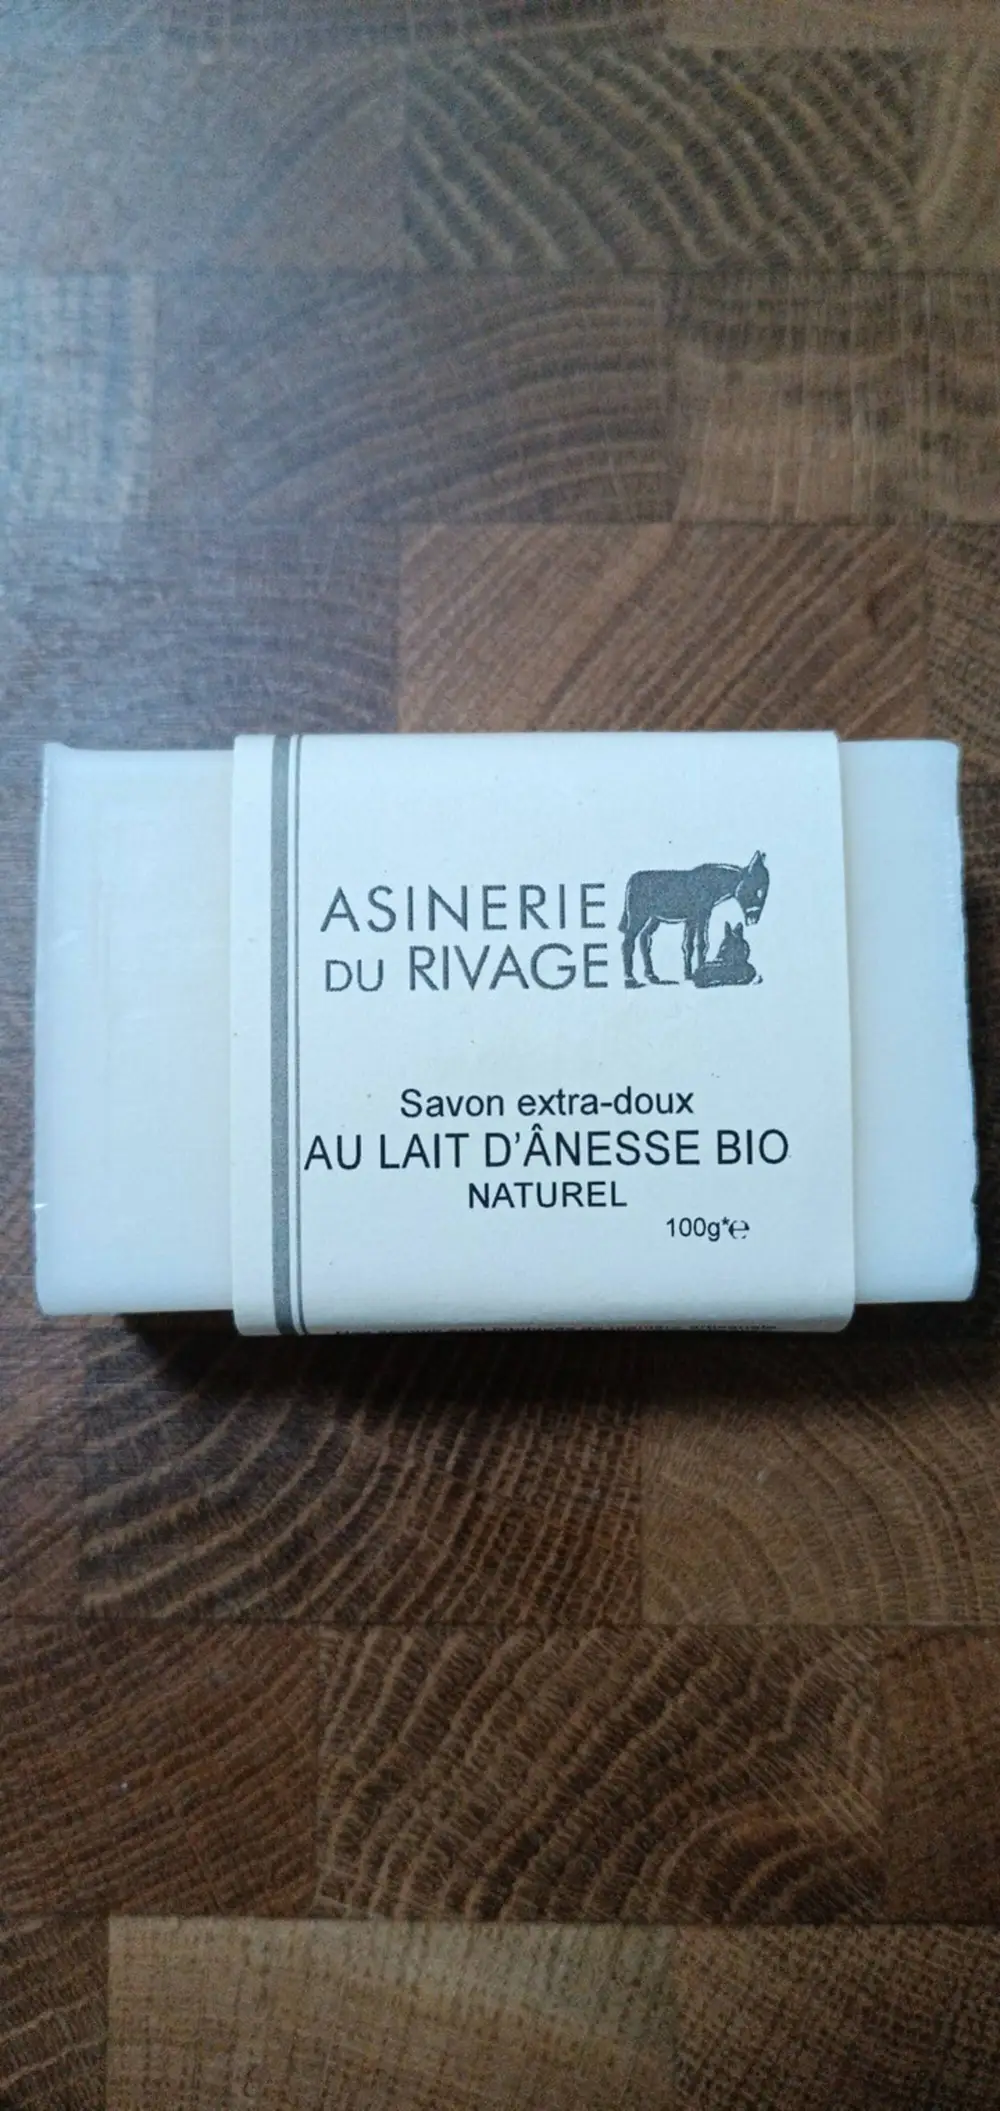 ASINERIE
DU RIVAGE
Savon extra-doux
AU LAIT D'ÂNESSE BIO
NATUREL
100g*℮